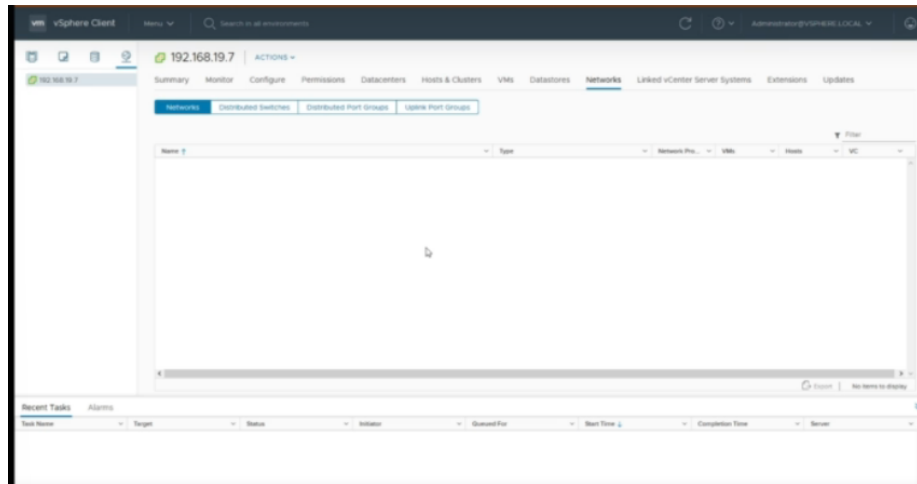 vm vSphere Client Menu Search in all environments Administrator@VSPHERE.LOCAL
192.168.19.7 ACTIONS
192.168.19.7
Summary Monitor Configure Permissions Datacenters Hosts & Clusters VMs Datastores Networks Linked vCenter Server Systems Extensions Updates
Networks Distributed Switches Distributed Port Groups Uplink Port Groups
Filter
Name Type Network Pro... VMs Hosts VC
Export No items to display
Recent Tasks Alarms
Task Name Target Status Initiator Queued For Start Time Completion Time Server